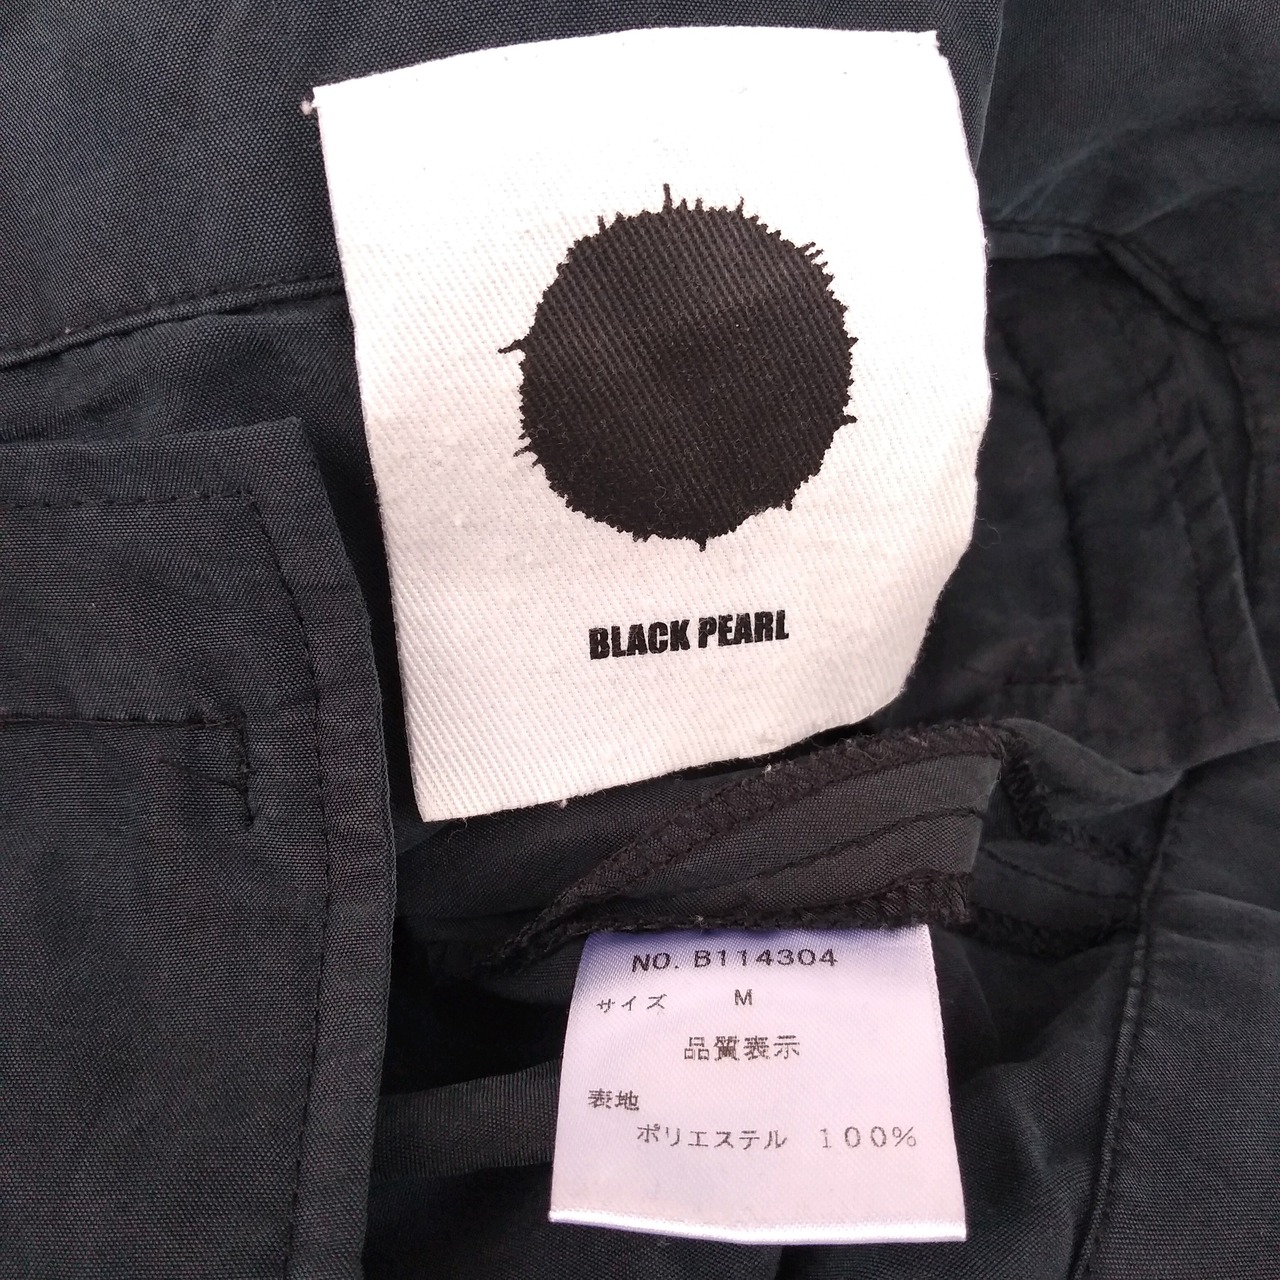 BLACK PEARL
NO. B114304
サイズ M
品質表示
表地
ポリエステル 100%